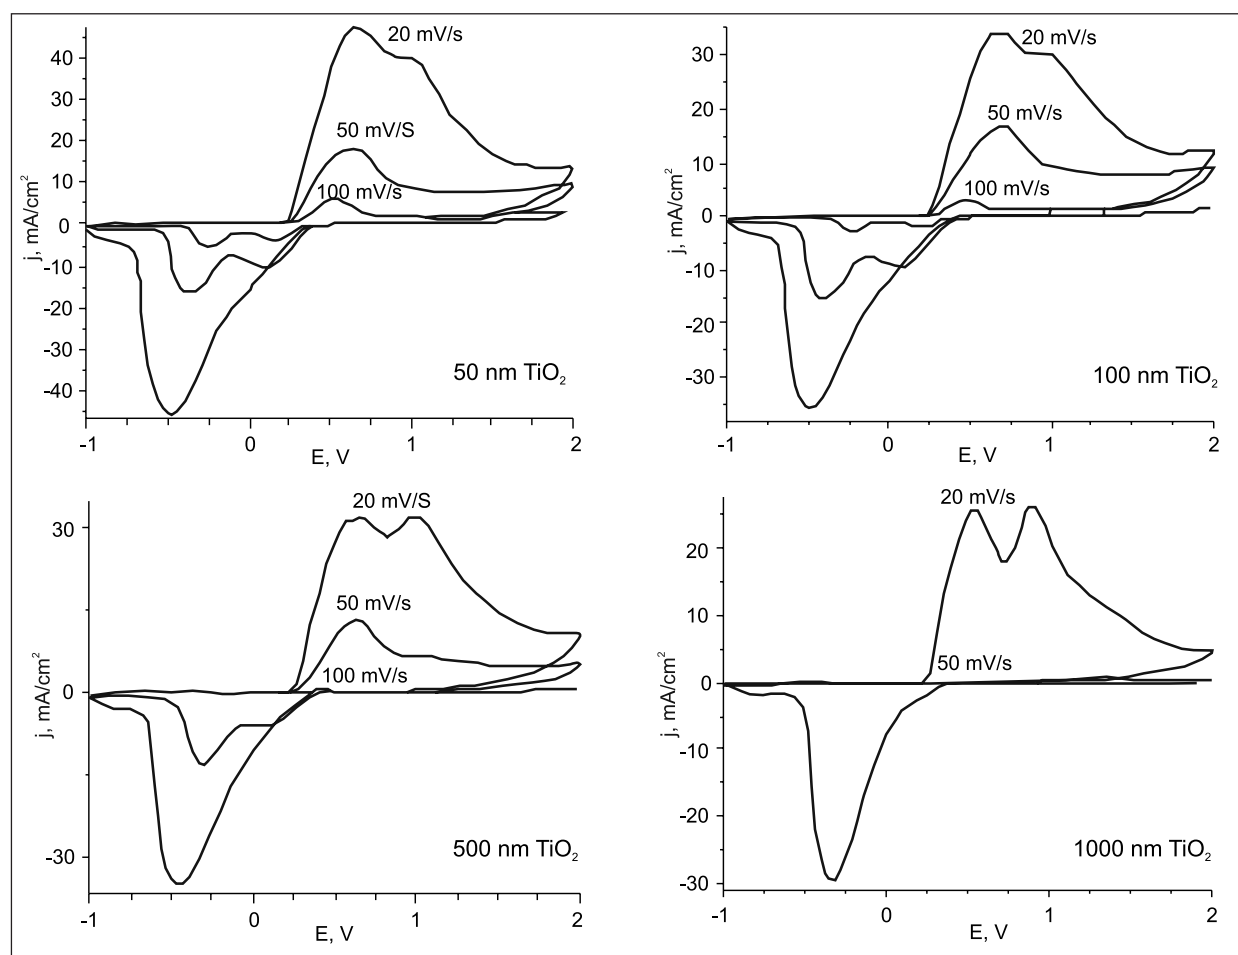 20 mV/s
50 mV/S
100 mV/s
40
30
20
10
0
0
-10
-20
-30
-40
j, mA/cm²
50 nm TiO₂
-1
0
1
2
E, V
20 mV/s
50 mV/s
100 mV/s
30
20
10
0
-10
-20
-30
j, mA/cm²
100 nm TiO₂
-1
0
1
2
E, V
20 mV/S
50 mV/s
100 mV/s
30
0
-30
j, mA/cm²
500 nm TiO₂
-1
0
1
2
E, V
20 mV/s
50 mV/s
20
10
0
-10
-20
-30
j, mA/cm²
1000 nm TiO₂
-1
0
1
2
E, V